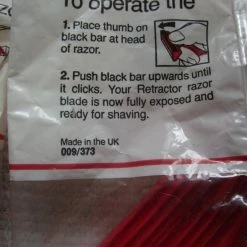 To operate the
1. Place thumb on
black bar at head
of razor.
2. Push black bar upwards until
it clicks. Your Retractor razor
blade is now fully exposed and
ready for shaving.
Made in the UK
009/373